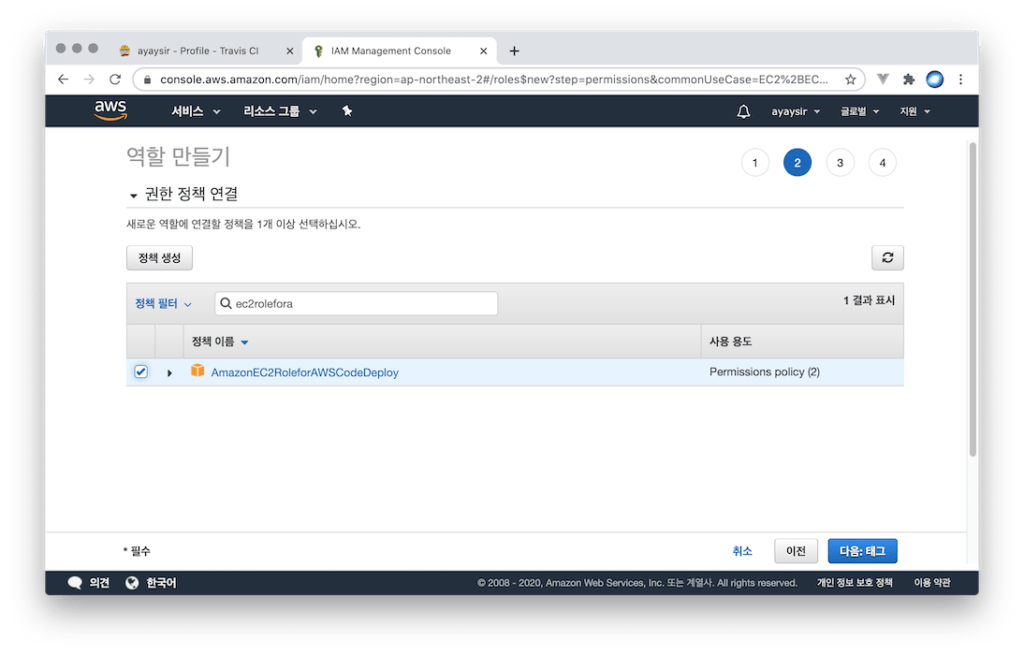 ayaysir - Profile - Travis CI
IAM Management Console
console.aws.amazon.com/iam/home?region=ap-northeast-2#/roles$new?step=permissions&commonUseCase=EC2%2BEC...
aws 서비스 리소스 그룹 ayaysir 글로벌 지원
역할 만들기 1 2 3 4
권한 정책 연결
새로운 역할에 연결할 정책을 1개 이상 선택하십시오.
정책 생성
정책 필터 ec2rolefora 1 결과 표시
정책 이름 사용 용도
AmazonEC2RoleforAWSCodeDeploy Permissions policy (2)
* 필수 취소 이전 다음: 태그
의견 한국어 © 2008 - 2020, Amazon Web Services, Inc. 또는 계열사. All rights reserved. 개인 정보 보호 정책 이용 약관